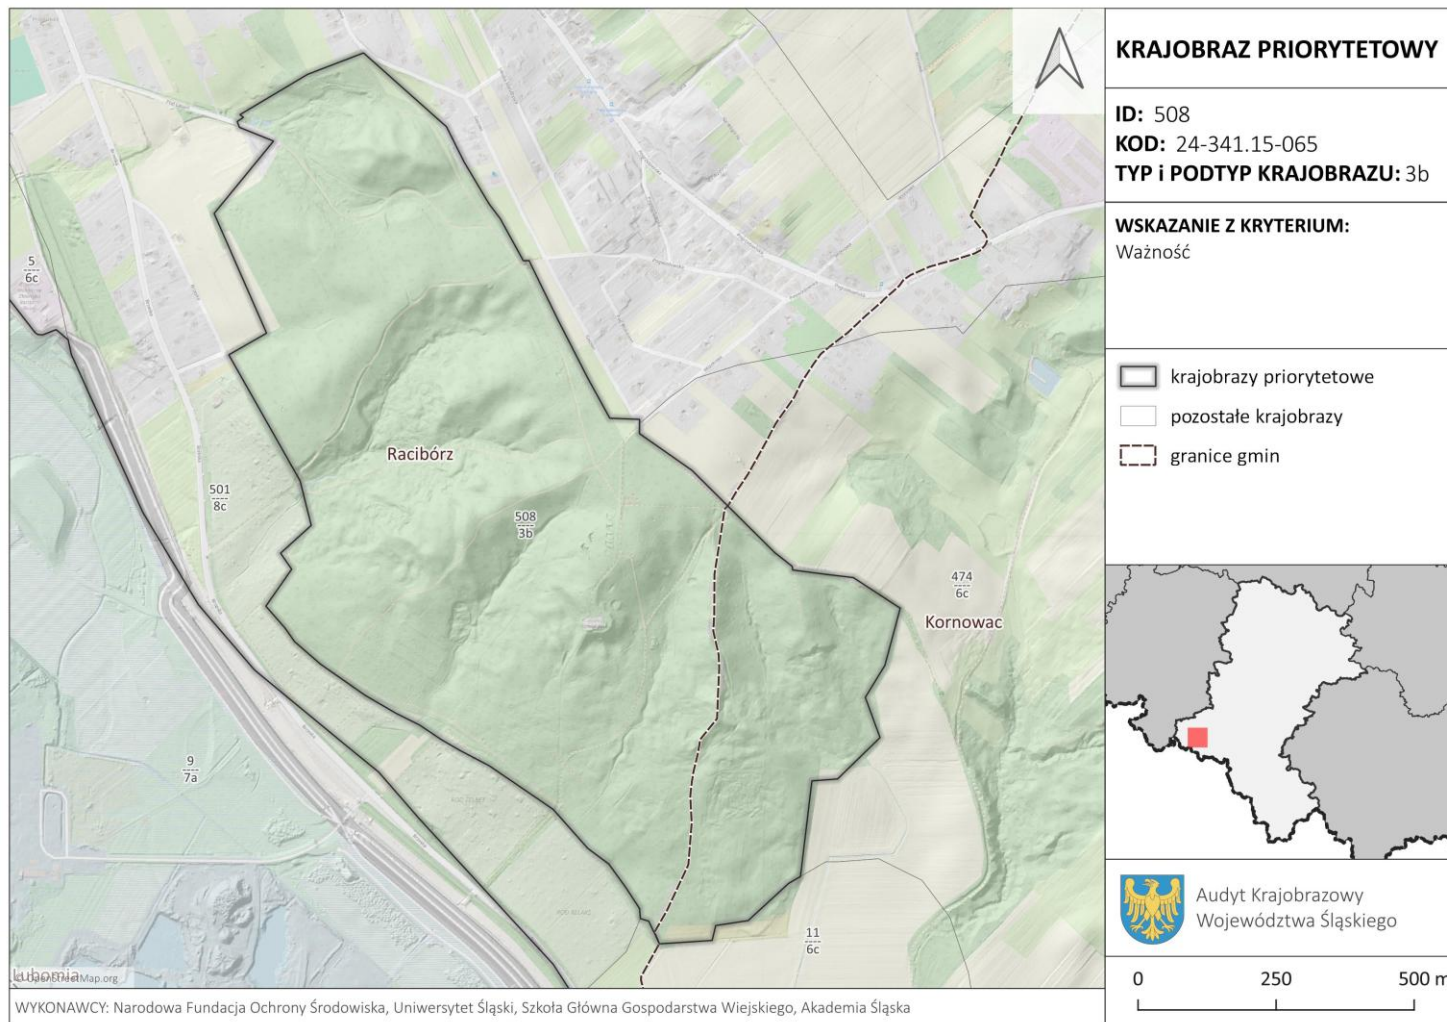 KRAJOBRAZ PRIORYTETOWY
ID: 508
KOD: 24-341.15-065
TYP i PODTYP KRAJOBRAZU: 3b
WSKAZANIE Z KRYTERIUM:
Ważność
krajobrazy priorytetowe
pozostałe krajobrazy
granice gmin
5
6c
Racibórz
501
8c
508
3b
474
6c
Kornowac
9
7a
11
6c
Lubomia
© OpenStreetMap.org
Audyt Krajobrazowy
Województwa Śląskiego
0 250 500 m
WYKONAWCY: Narodowa Fundacja Ochrony Środowiska, Uniwersytet Śląski, Szkoła Główna Gospodarstwa Wiejskiego, Akademia Śląska